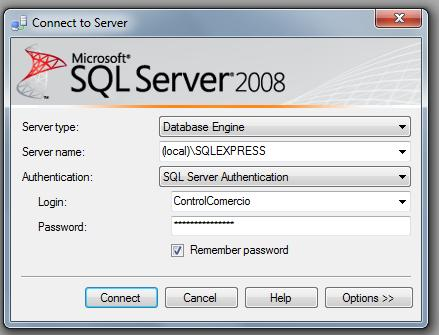 Connect to Server
Microsoft®
SQL Server® 2008
Server type: Database Engine
Server name: (local)\SQLEXPRESS
Authentication: SQL Server Authentication
Login: ControlComercio
Password: ***************
Remember password
Connect Cancel Help Options >>